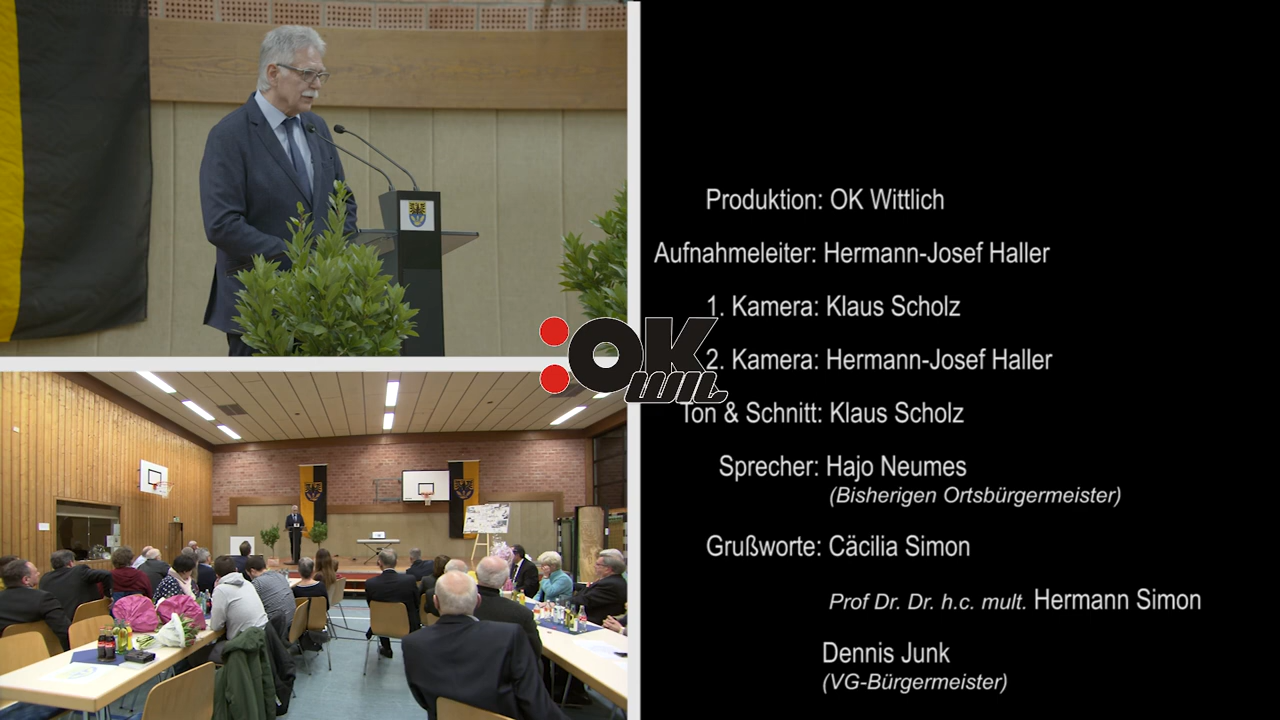 Produktion: OK Wittlich
Aufnahmeleiter: Hermann-Josef Haller
1. Kamera: Klaus Scholz
:OK
WIL
2. Kamera: Hermann-Josef Haller
Ton & Schnitt: Klaus Scholz
Sprecher: Hajo Neumes
(Bisherigen Ortsbürgermeister)
Grußworte: Cäcilia Simon
Prof Dr. Dr. h.c. mult. Hermann Simon
Dennis Junk
(VG-Bürgermeister)